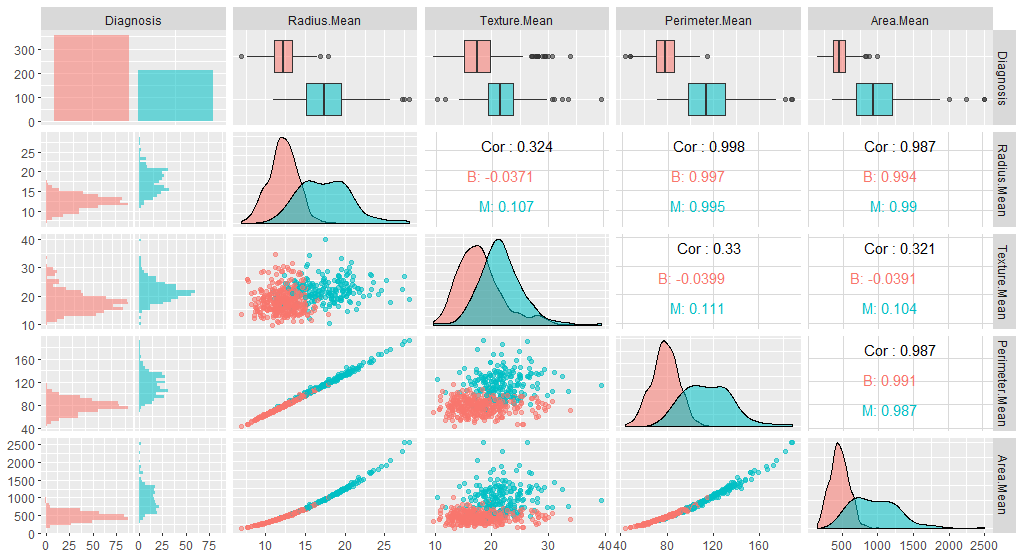 Diagnosis Radius.Mean Texture.Mean Perimeter.Mean Area.Mean
300
200
100
0
Diagnosis
25
20
15
10
Cor : 0.324 Cor : 0.998 Cor : 0.987
B: -0.0371 B: 0.997 B: 0.994
M: 0.107 M: 0.995 M: 0.99
Radius.Mean
40
30
20
10
Cor : 0.33 Cor : 0.321
B: -0.0399 B: -0.0391
M: 0.111 M: 0.104
Texture.Mean
160
120
80
40
Cor : 0.987
B: 0.991
M: 0.987
Perimeter.Mean
2500
2000
1500
1000
500
0
Area.Mean
0 25 50 75 0 25 50 75 10 15 20 25 10 20 30 40 40 80 120 160 500 1000 1500 2000 2500